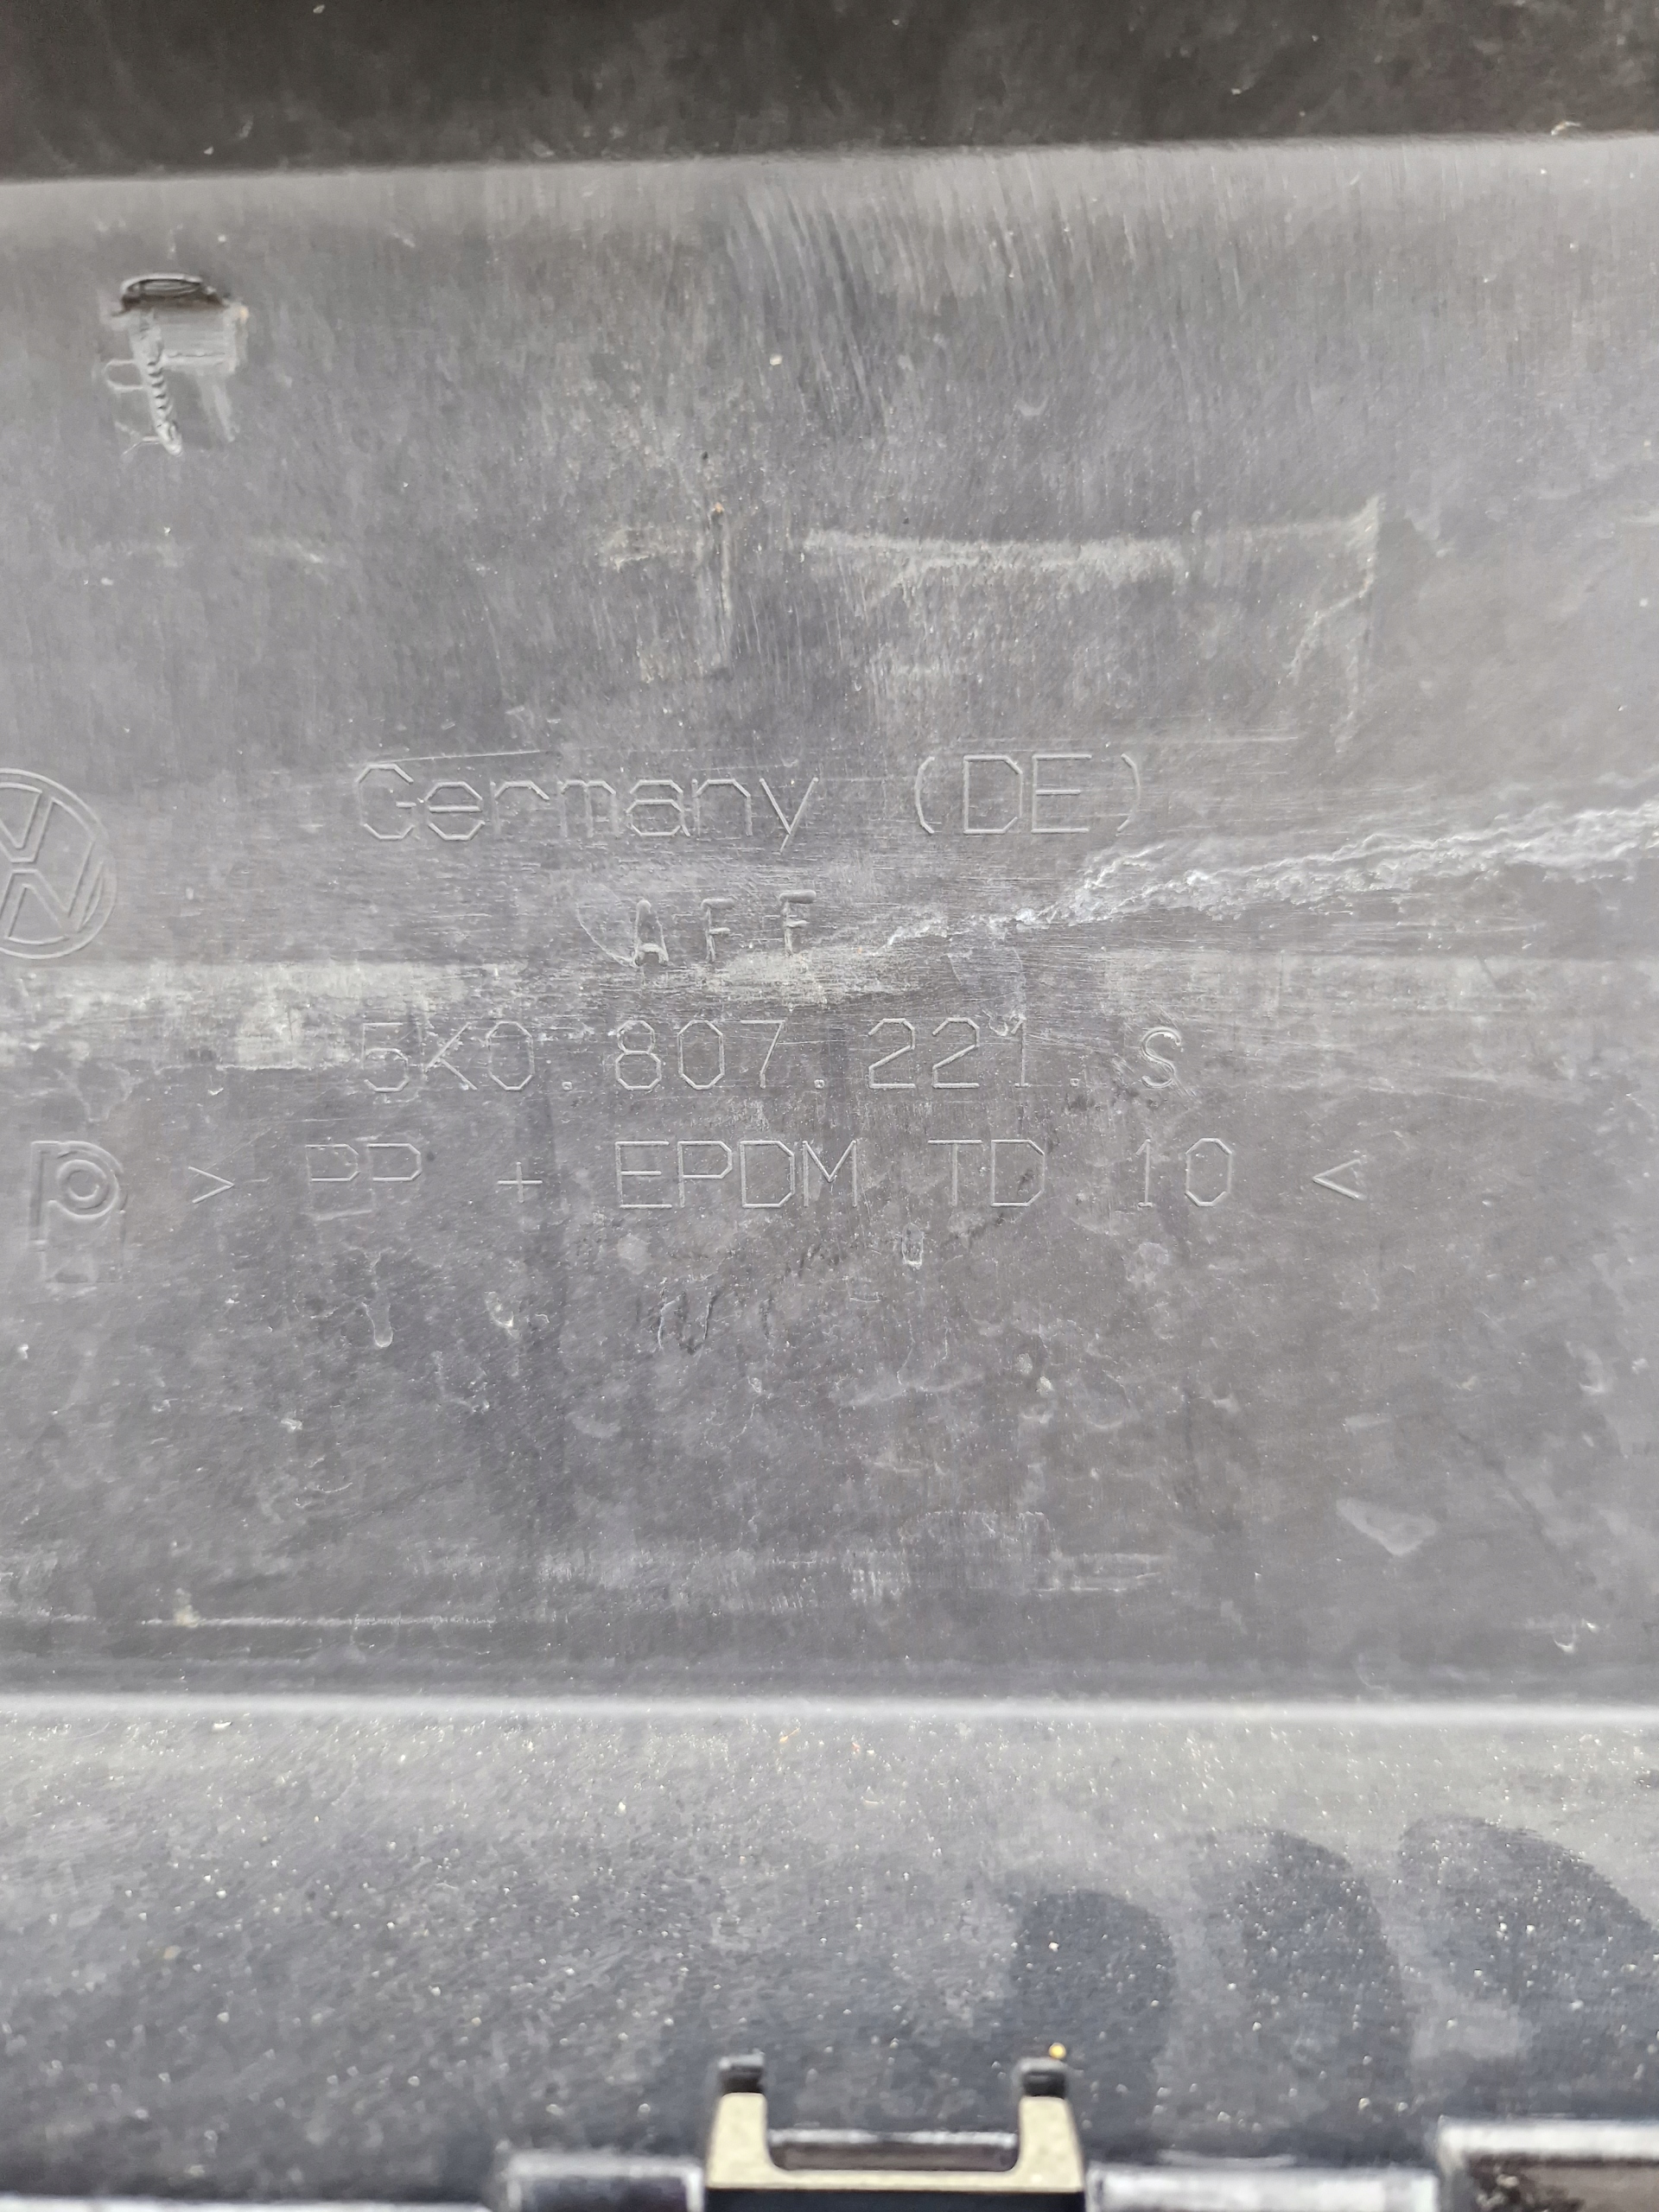 Germany (DE)
AFF
5K0.807.221.S
> PP + EPDM TD 10 <